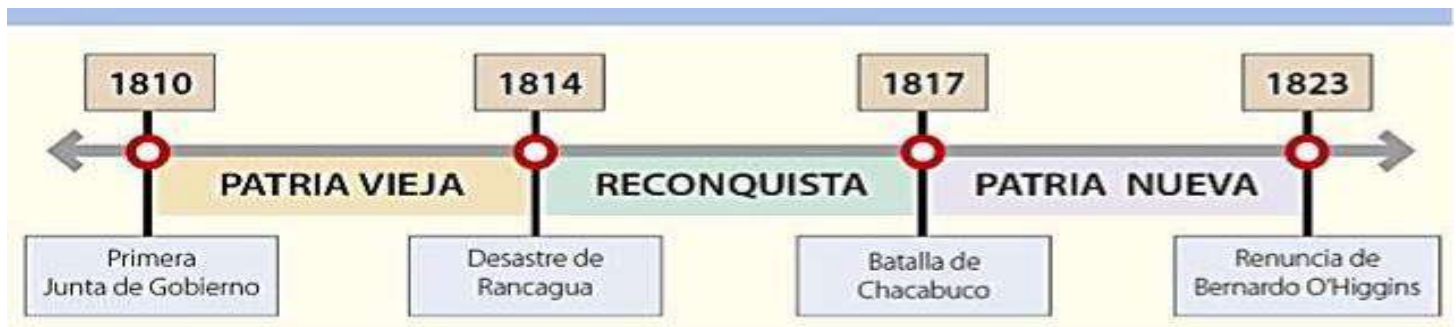 1810
1814
1817
1823
PATRIA VIEJA
RECONQUISTA
PATRIA NUEVA
Primera
Junta de Gobierno
Desastre de
Rancagua
Batalla de
Chacabuco
Renuncia de
Bernardo O'Higgins